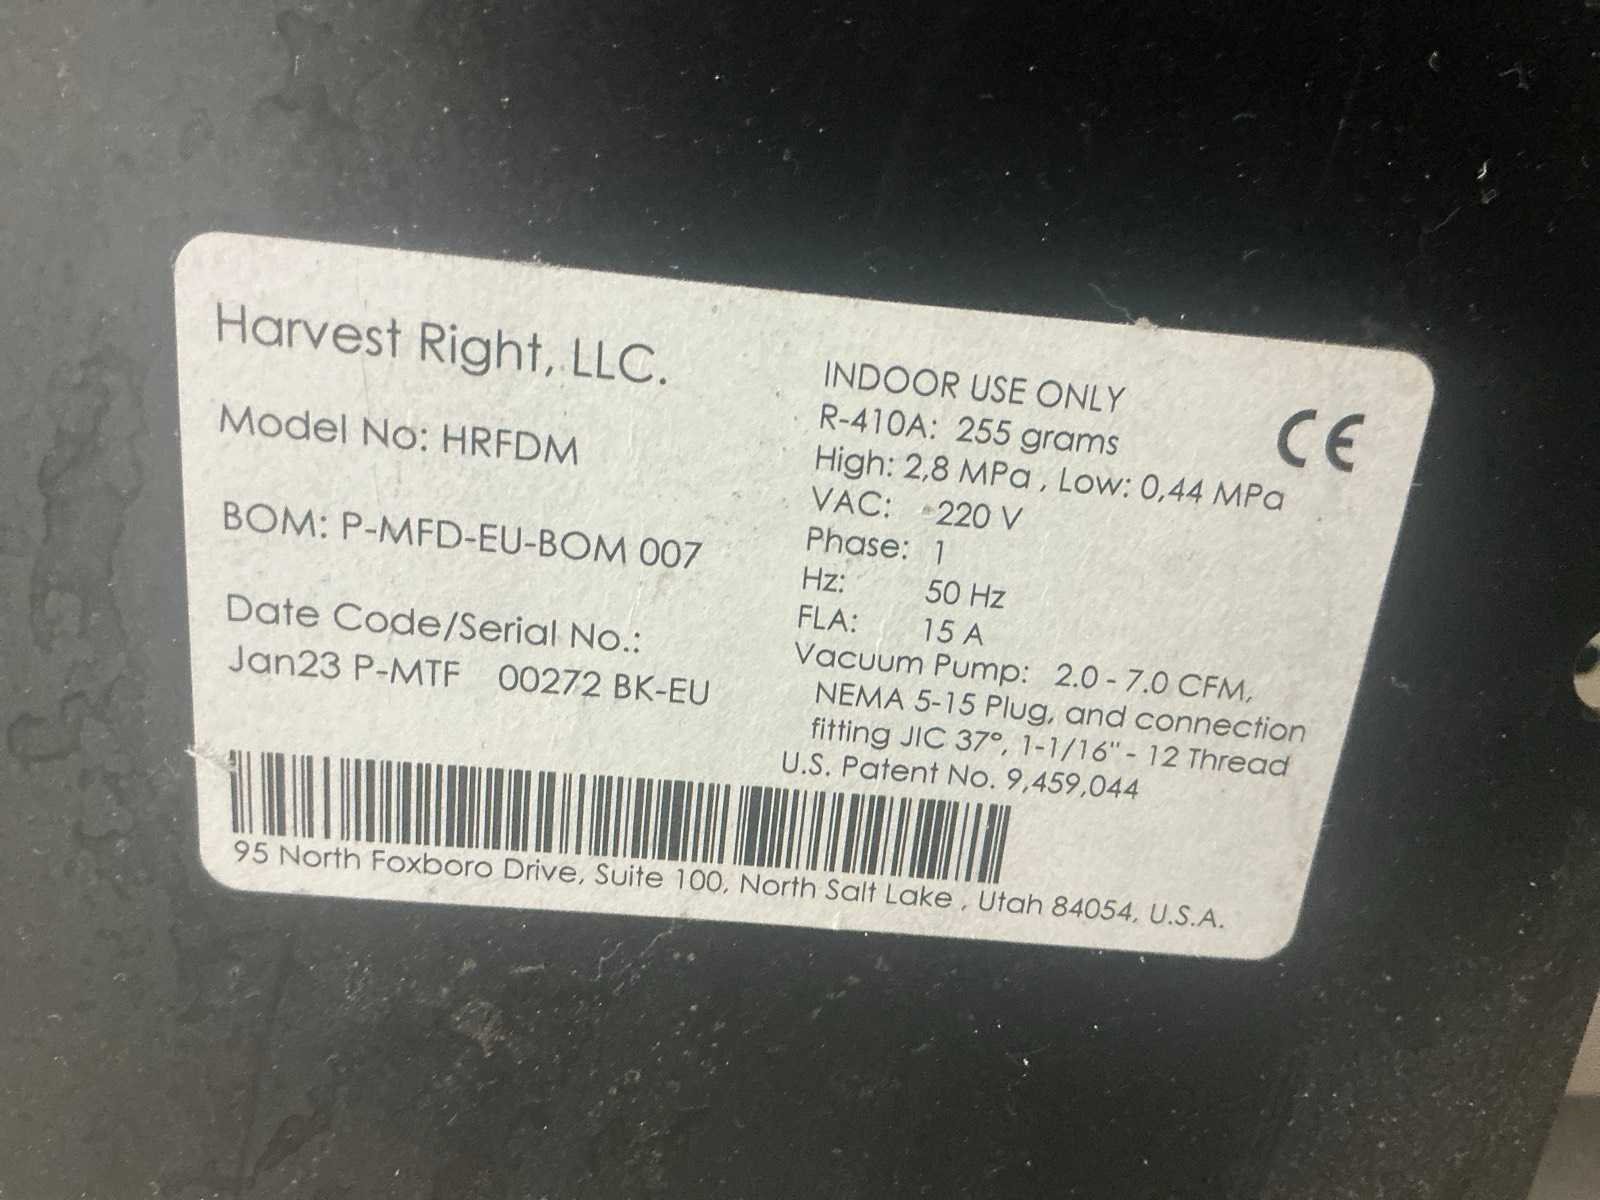 Harvest Right, LLC.
Model No: HRFDM
BOM: P-MFD-EU-BOM 007
Date Code/Serial No.:
Jan23 P-MTF 00272 BK-EU
INDOOR USE ONLY
R-410A: 255 grams
High: 2,8 MPa , Low: 0,44 MPa
VAC: 220 V
Phase: 1
Hz: 50 Hz
FLA: 15 A
Vacuum Pump: 2.0 - 7.0 CFM,
NEMA 5-15 Plug, and connection
fitting JIC 37°, 1-1/16" - 12 Thread
U.S. Patent No. 9,459,044
CE
95 North Foxboro Drive, Suite 100, North Salt Lake , Utah 84054, U.S.A.